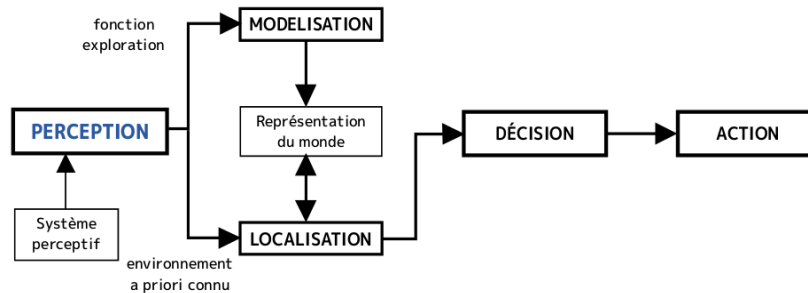 fonction
exploration
MODELISATION
PERCEPTION
Représentation
du monde
DÉCISION
ACTION
Système
perceptif
LOCALISATION
environnement
a priori connu